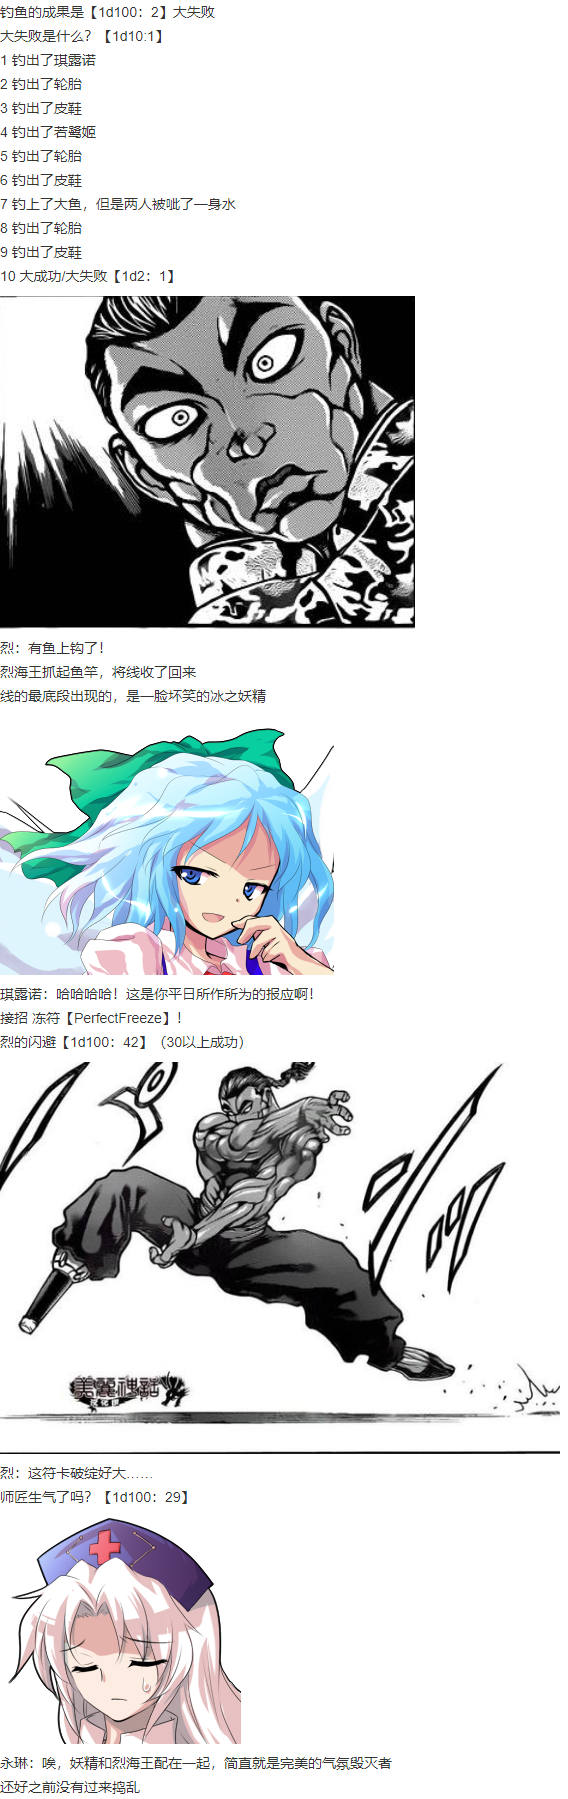 钓鱼的成果是【1d100：2】大失败
大失败是什么？【1d10:1】
1 钓出了琪露诺
2 钓出了轮胎
3 钓出了皮鞋
4 钓出了若鹭姬
5 钓出了轮胎
6 钓出了皮鞋
7 钓上了大鱼，但是两人被呲了一身水
8 钓出了轮胎
9 钓出了皮鞋
10 大成功/大失败【1d2：1】
烈：有鱼上钩了！
烈海王抓起鱼竿，将线收了回来
线的最底段出现的，是一脸坏笑的冰之妖精
琪露诺：哈哈哈哈！这是你平日所作所为的报应啊！
接招 冻符【PerfectFreeze】！
烈的闪避【1d100：42】（30以上成功）
美麗神話
烈：这符卡破绽好大……
师匠生气了吗？【1d100：29】
永琳：唉，妖精和烈海王配在一起，简直就是完美的气氛毁灭者
还好之前没有过来捣乱